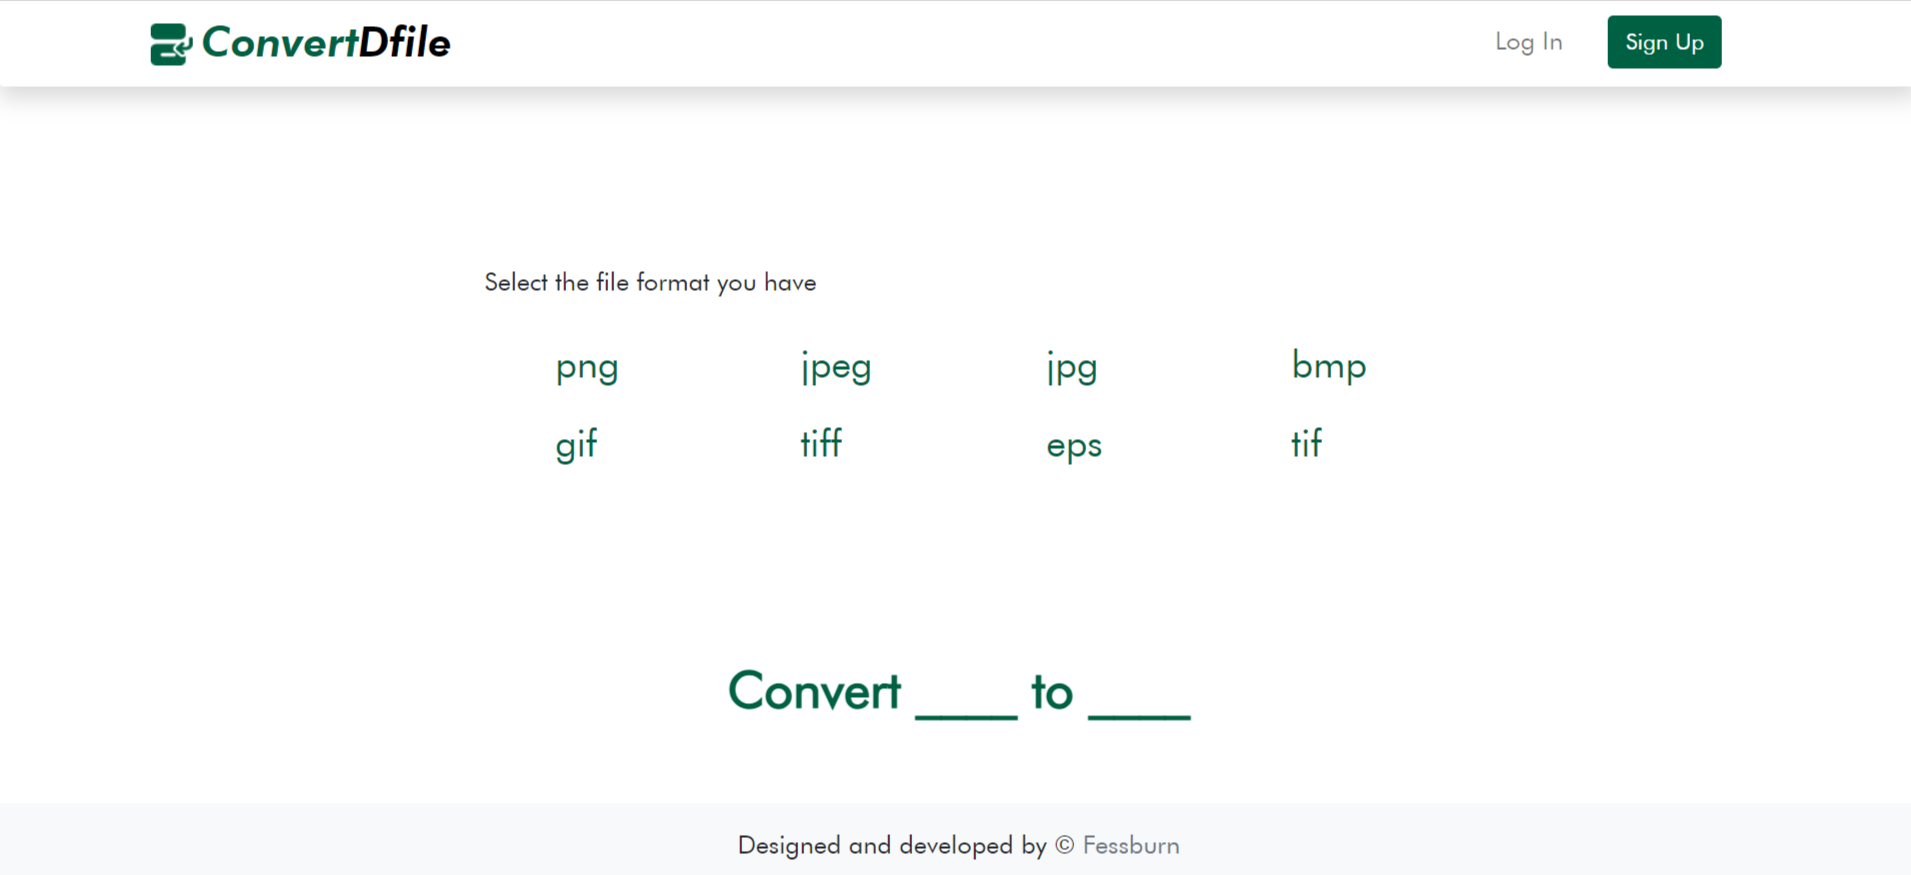 ConvertDfile
Log In
Sign Up
Select the file format you have
png jpeg jpg bmp
gif tiff eps tif
Convert ____ to ____
Designed and developed by © Fessburn